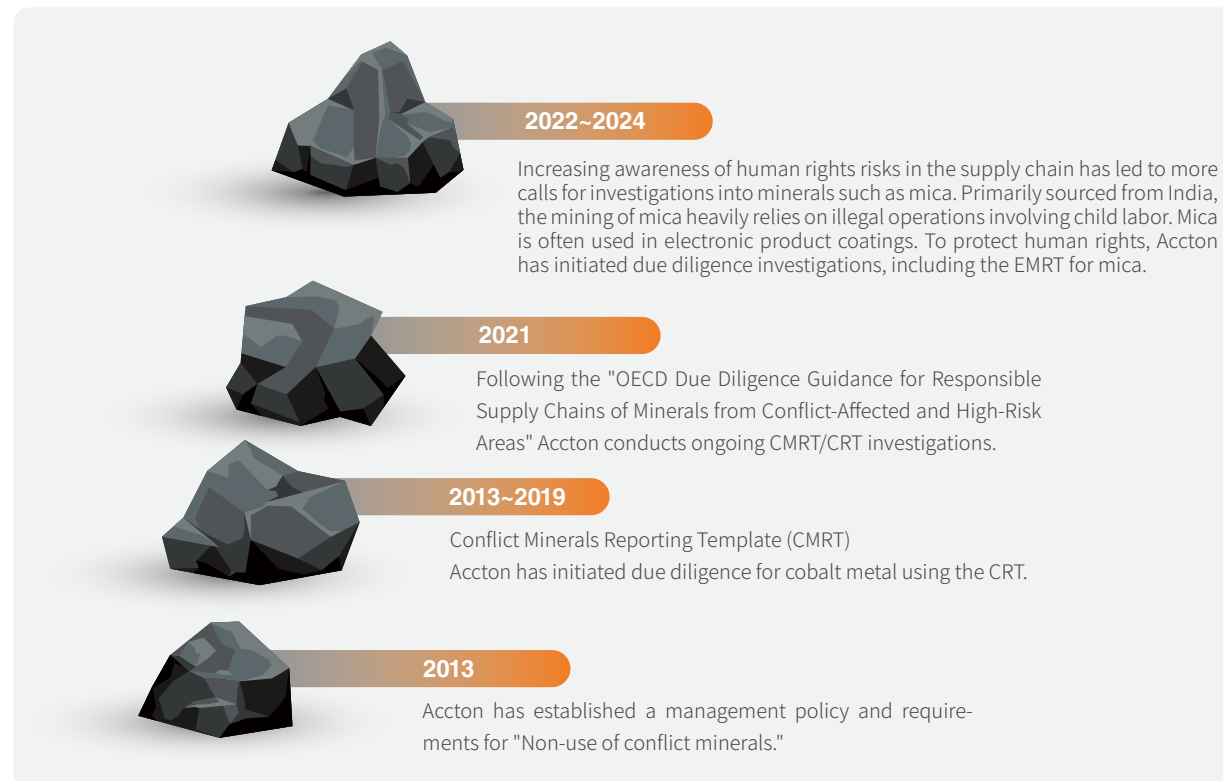 2022~2024
Increasing awareness of human rights risks in the supply chain has led to more
calls for investigations into minerals such as mica. Primarily sourced from India,
the mining of mica heavily relies on illegal operations involving child labor. Mica
is often used in electronic product coatings. To protect human rights, Accton
has initiated due diligence investigations, including the EMRT for mica.
2021
Following the "OECD Due Diligence Guidance for Responsible
Supply Chains of Minerals from Conflict-Affected and High-Risk
Areas" Accton conducts ongoing CMRT/CRT investigations.
2013~2019
Conflict Minerals Reporting Template (CMRT)
Accton has initiated due diligence for cobalt metal using the CRT.
2013
Accton has established a management policy and require-
ments for "Non-use of conflict minerals."